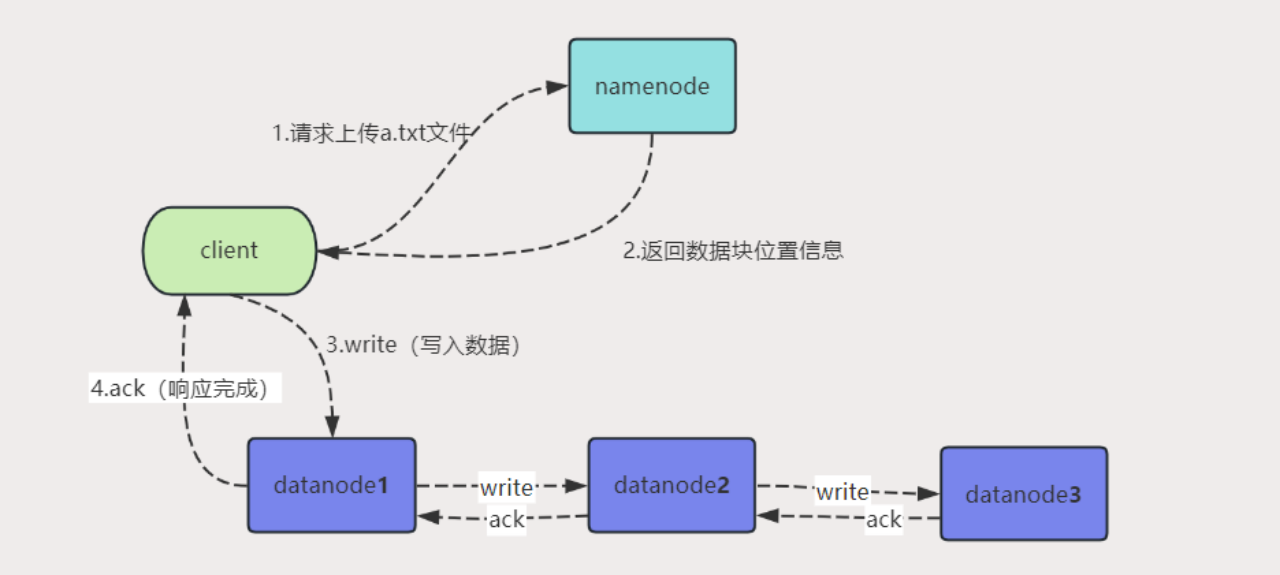 namenode
1.请求上传a.txt文件
client
2.返回数据块位置信息
3.write（写入数据）
4.ack（响应完成）
datanode1
write
ack
datanode2
write
ack
datanode3